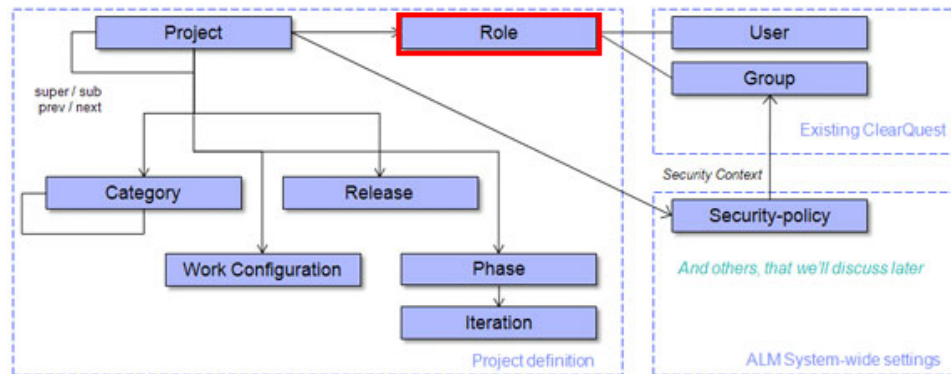 Project
Role
User
Group
super / sub
prev / next
Existing ClearQuest
Security Context
Category
Release
Security-policy
Work Configuration
Phase
And others, that we'll discuss later
Iteration
Project definition
ALM System-wide settings